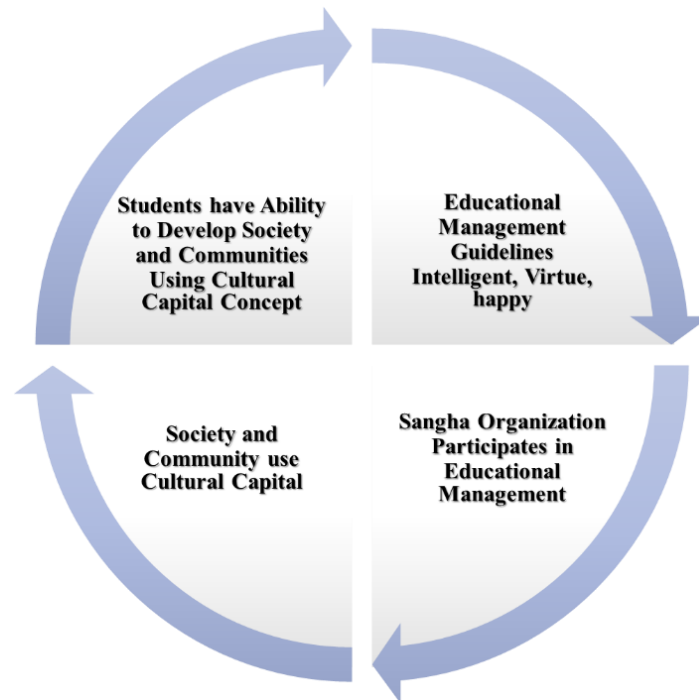 Students have Ability
to Develop Society
and Communities
Using Cultural
Capital Concept
Educational
Management
Guidelines
Intelligent, Virtue,
happy
Society and
Community use
Cultural Capital
Sangha Organization
Participates in
Educational
Management